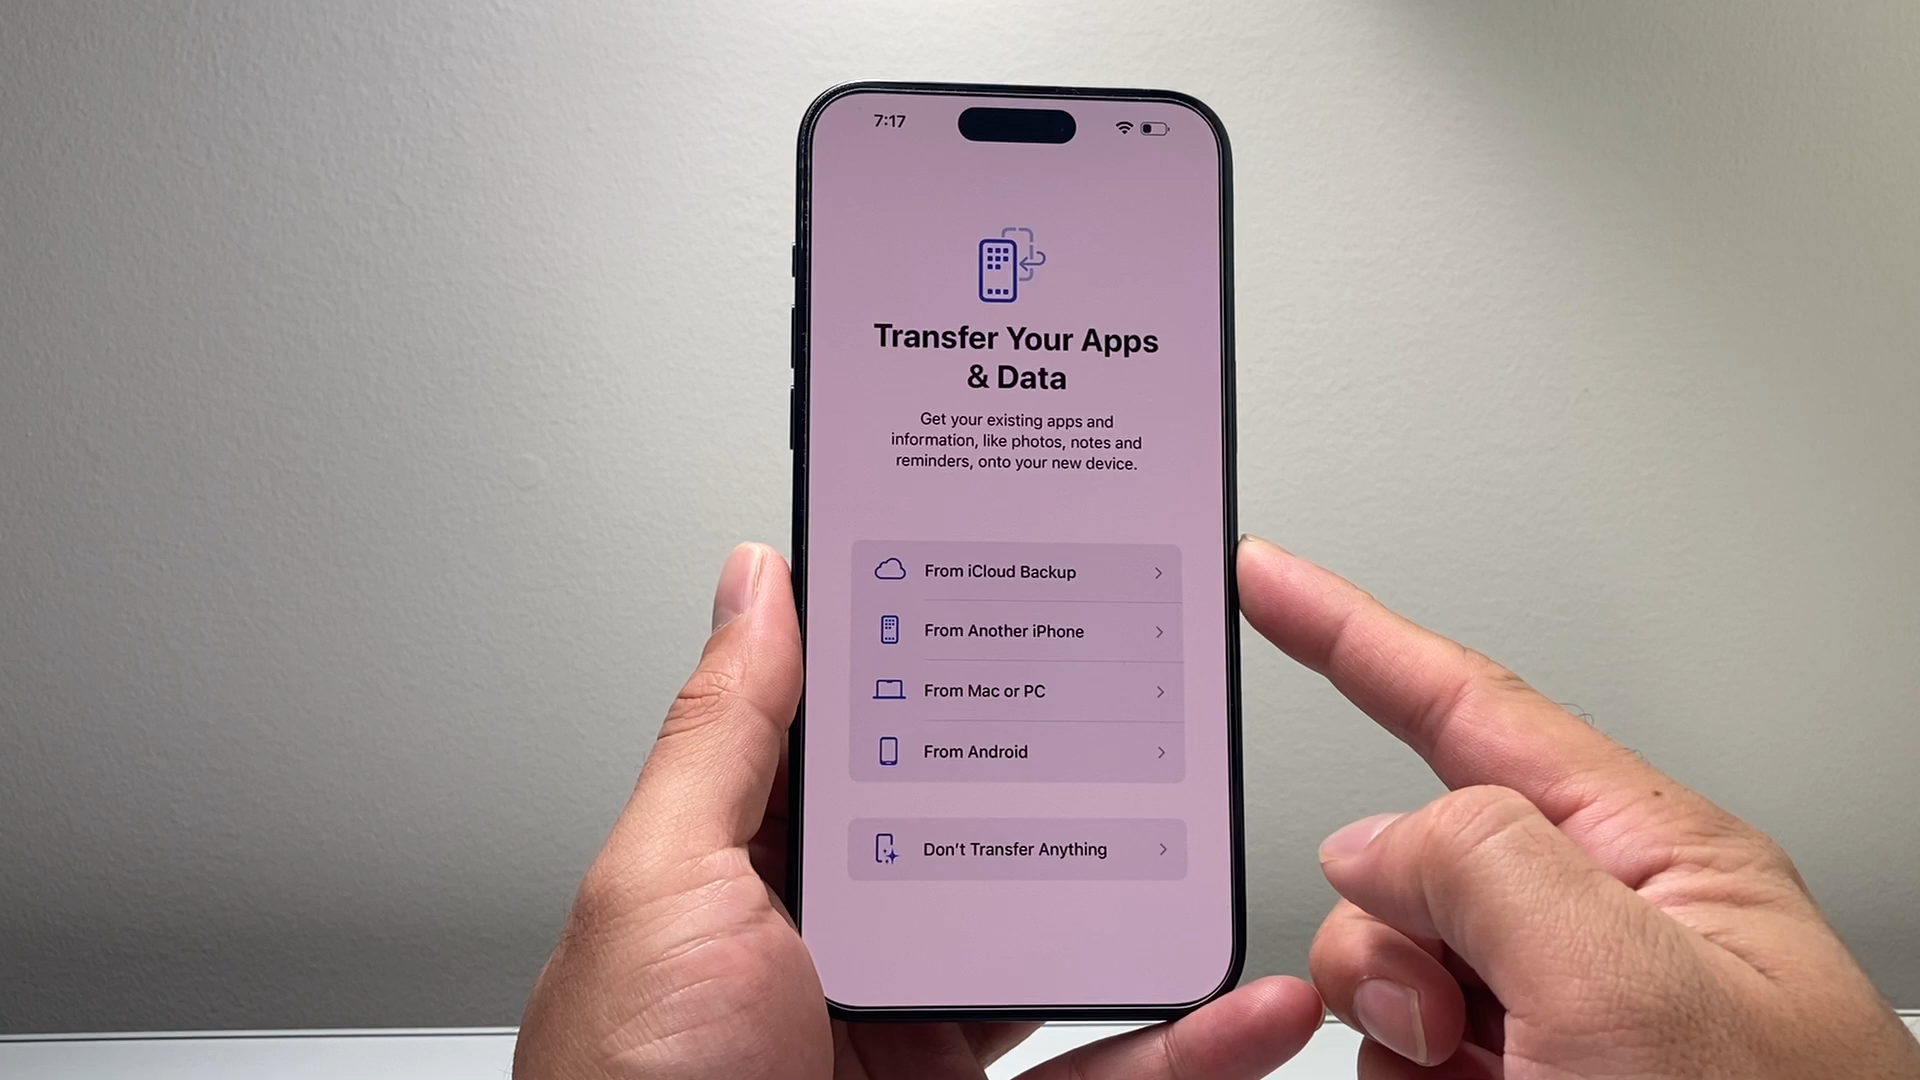 7:17
Transfer Your Apps
& Data
Get your existing apps and
information, like photos, notes and
reminders, onto your new device.
From iCloud Backup
From Another iPhone
From Mac or PC
From Android
Don't Transfer Anything